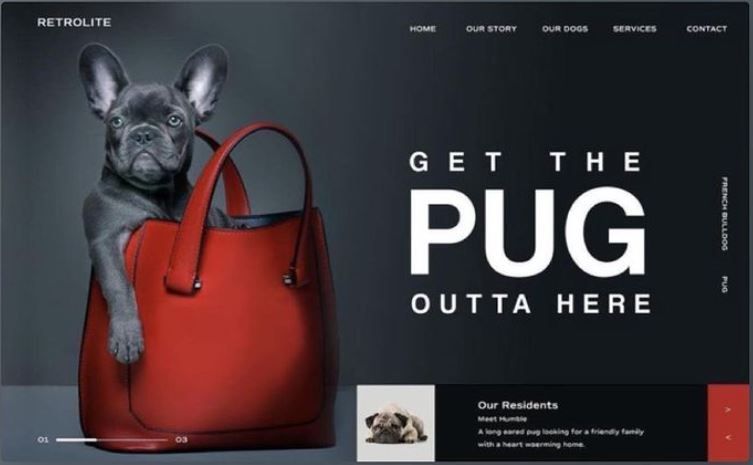 RETROLITE
HOME OUR STORY OUR DOGS SERVICES CONTACT
GET THE
PUG
OUTTA HERE
FRENCH BULLDOG PUG
Our Residents
Meet Humble
A long eared pug looking for a friendly family
with a heart waerming home.
01 03